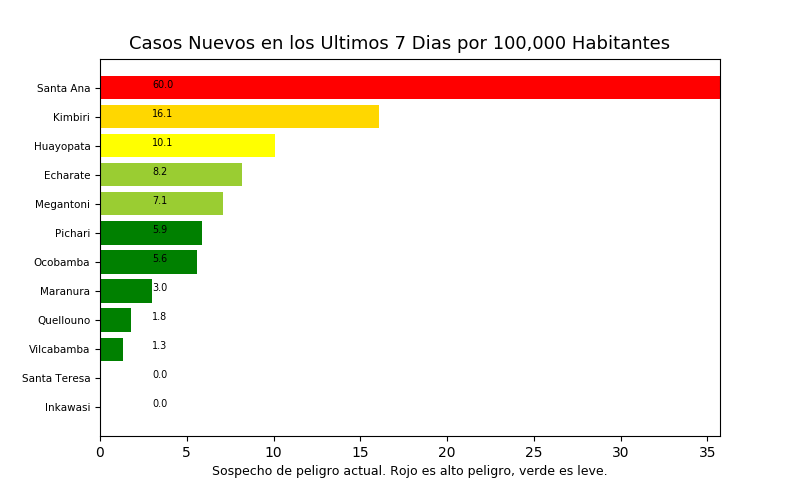 Casos Nuevos en los Ultimos 7 Dias por 100,000 Habitantes
Santa Ana 60.0
Kimbiri 16.1
Huayopata 10.1
Echarate 8.2
Megantoni 7.1
Pichari 5.9
Ocobamba 5.6
Maranura 3.0
Quellouno 1.8
Vilcabamba 1.3
Santa Teresa 0.0
Inkawasi 0.0
0 5 10 15 20 25 30 35
Sospecho de peligro actual. Rojo es alto peligro, verde es leve.